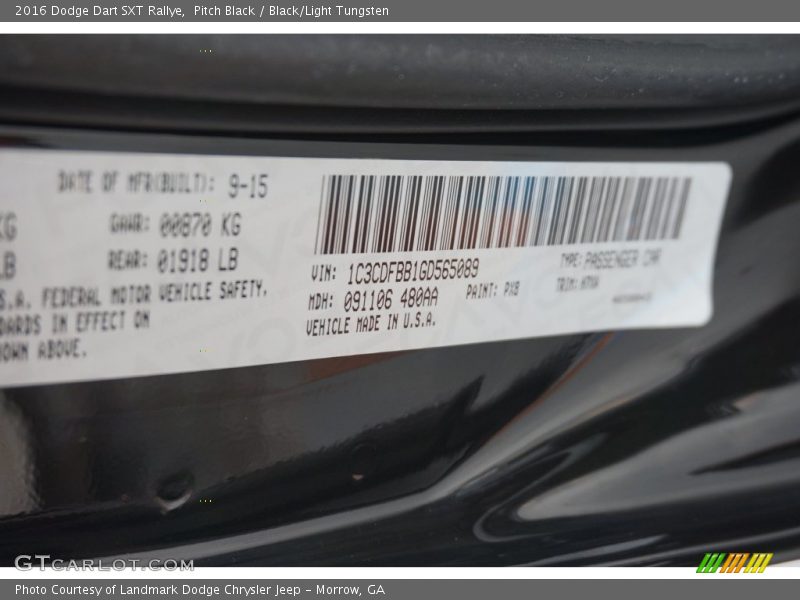 2016 Dodge Dart SXT Rallye, Pitch Black / Black/Light Tungsten
DATE OF MFR(BUILT): 9-15
KG GAWR: 00870 KG
LB REAR: 01918 LB
S.A. FEDERAL MOTOR VEHICLE SAFETY,
DARDS IN EFFECT ON
OWN ABOVE.
VIN: 1C3CDFBB1GD565089 TYPE: PASSENGER CAR
MDH: 091106 480AA PAINT: PX8 TRIM:
VEHICLE MADE IN U.S.A.
GTCARLOT.COM
Photo Courtesy of Landmark Dodge Chrysler Jeep – Morrow, GA